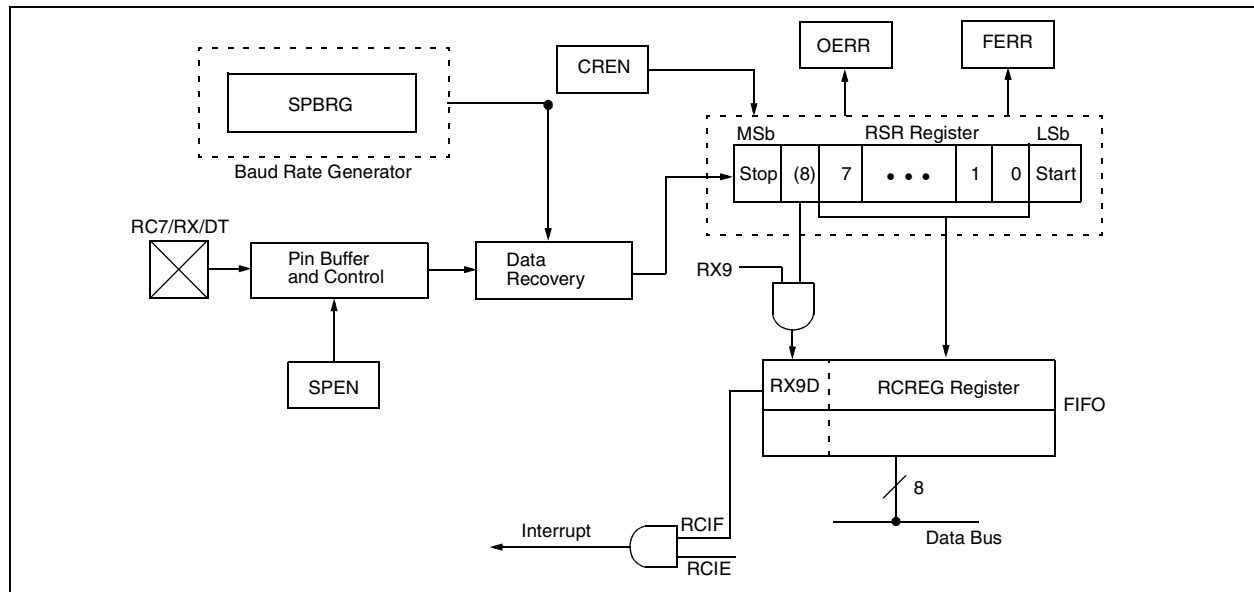 OERR
FERR
CREN
SPBRG
Baud Rate Generator
MSb
RSR Register
LSb
Stop
(8)
7
• • •
1
0
Start
RC7/RX/DT
Pin Buffer
and Control
Data
Recovery
RX9
SPEN
RX9D
RCREG Register
FIFO
8
Data Bus
Interrupt
RCIF
RCIE